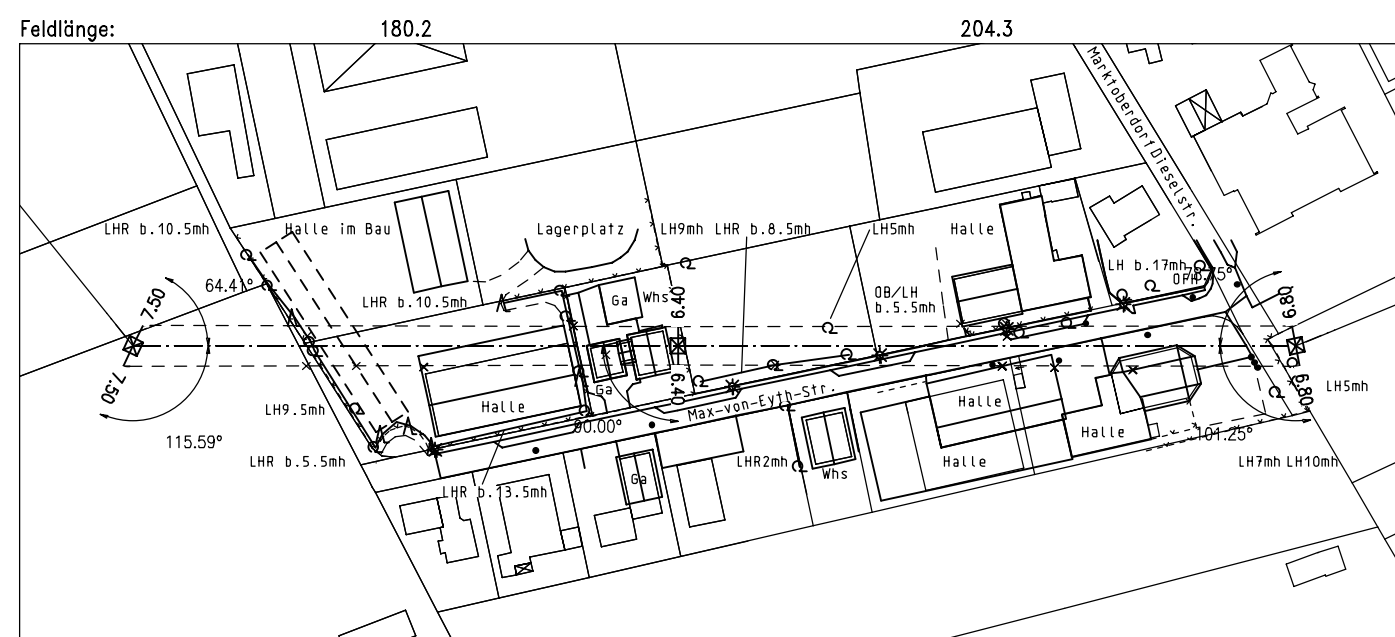 Feldlänge: 180.2 204.3
Marktoberdorf
Dieselstr.
LHR b.10.5mh
Halle im Bau
Lagerplatz
LH9mh
LHR b.8.5mh
LH5mh
Halle
LH b.17mh
64.41°
7.50
LHR b.10.5mh
Ga
Whs
6.40
OB/LH
b.5.5mh
6.80
7.50
Ga
6.40
6.80
LH5mh
LH9.5mh
Halle
Max-von-Eyth-Str.
Halle
115.59°
90.00°
Halle
101.25°
LHR b.5.5mh
LHR2mh
Whs
Halle
LH7mh LH10mh
Ga
LHR b.13.5mh